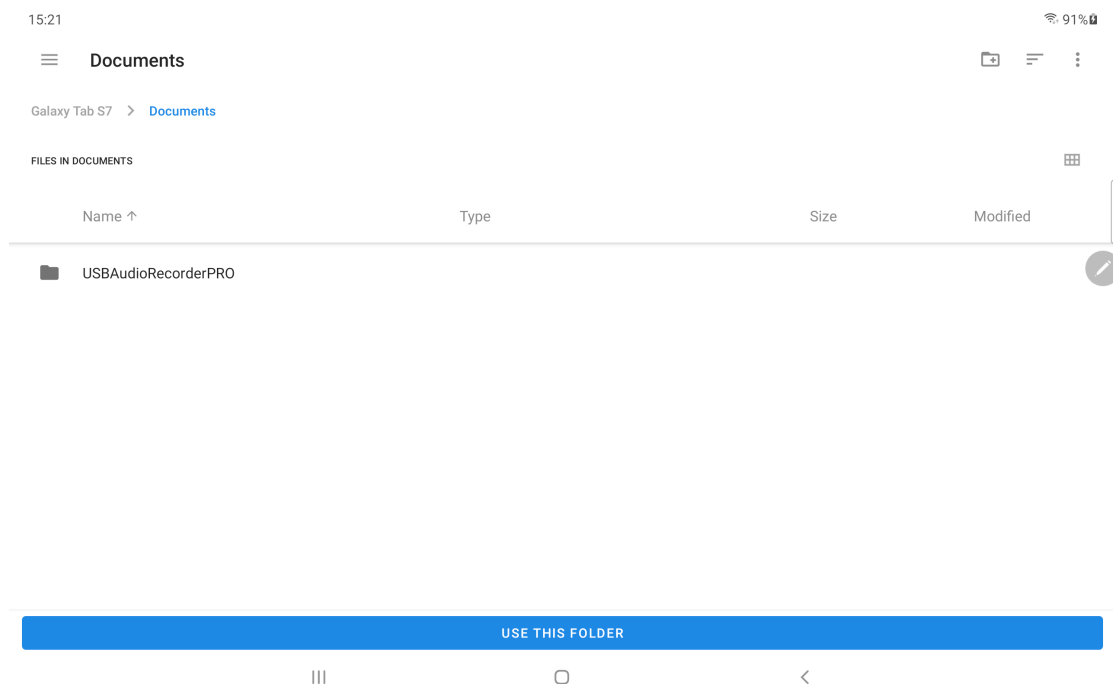 15:21 91%
Documents
Galaxy Tab S7 > Documents
FILES IN DOCUMENTS
Name ↑ Type Size Modified
USBAudioRecorderPRO
USE THIS FOLDER